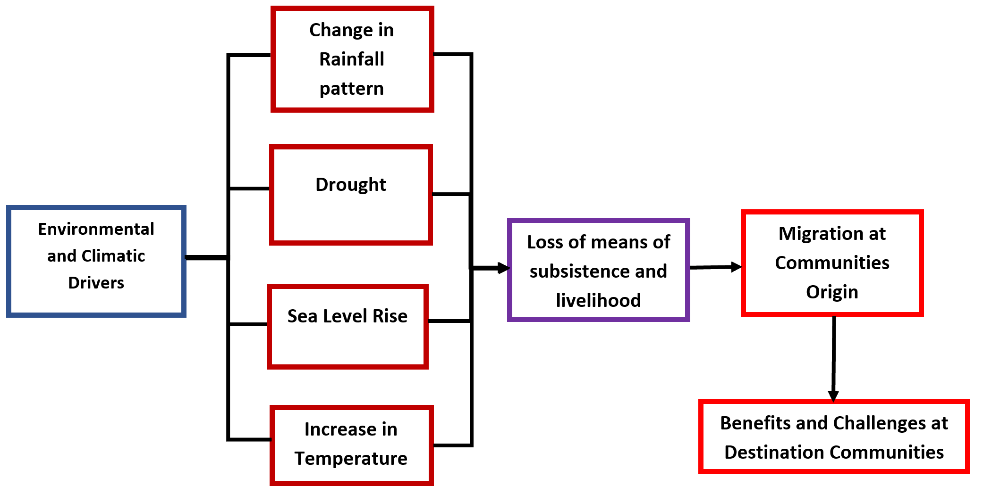 Change in
Rainfall
pattern
Drought
Environmental
and Climatic
Drivers
Sea Level Rise
Increase in
Temperature
Loss of means of
subsistence and
livelihood
Migration at
Communities
Origin
Benefits and Challenges at
Destination Communities